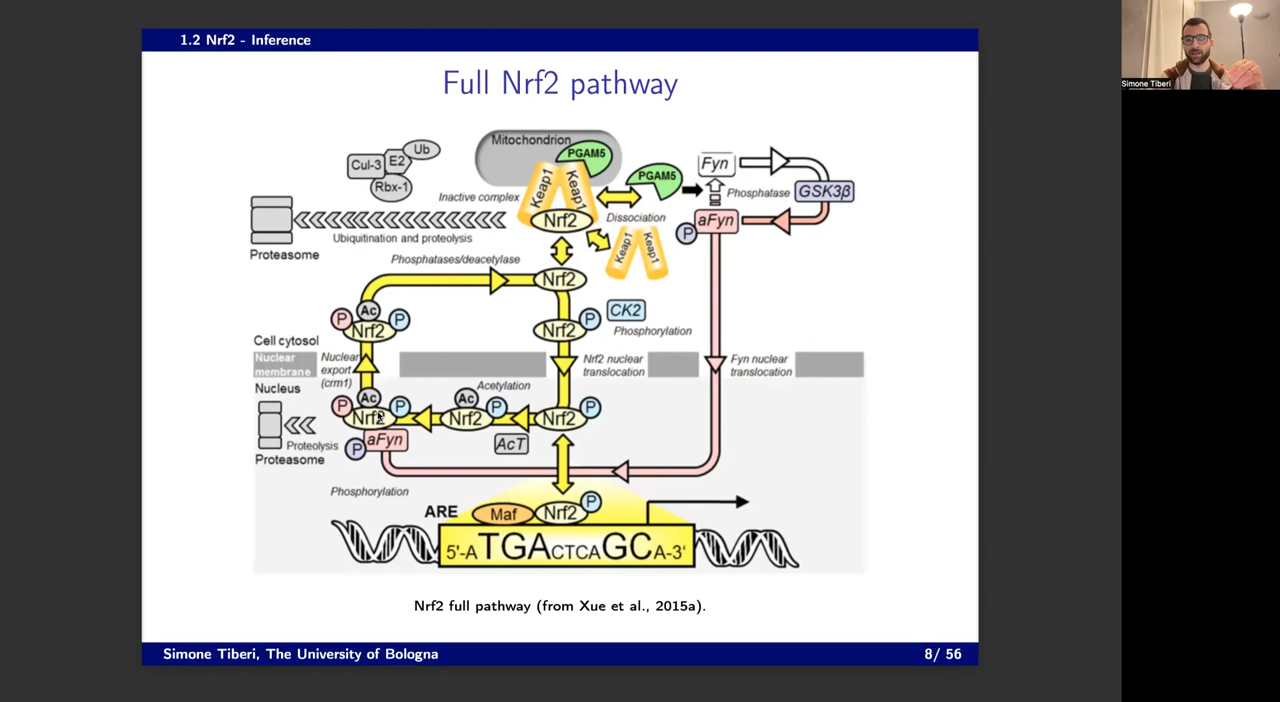 1.2 Nrf2 - Inference
Full Nrf2 pathway
Mitochondrion
PGAM5
Cul-3
E2
Ub
Rbx-1
Keap1
Keap1
Inactive complex
Nrf2
PGAM5
Dissociation
Keap1
Keap1
Fyn
Phosphatase
GSK3β
aFyn
P
Proteasome
Ubiquitination and proteolysis
Phosphatases/deacetylase
Nrf2
Ac
P
P
Nrf2
Nrf2
P
CK2
Phosphorylation
Cell cytosol
Nuclear
membrane
Nucleus
Nuclear
export
(crm1)
Nrf2 nuclear
translocation
Fyn nuclear
translocation
Acetylation
Ac
P
P
Nrf2
Ac
P
Nrf2
P
Nrf2
aFyn
P
AcT
Proteolysis
Proteasome
Phosphorylation
ARE
Maf
Nrf2
P
5'-ATGACTCAGCA-3'
Nrf2 full pathway (from Xue et al., 2015a).
Simone Tiberi, The University of Bologna
8/ 56
Simone Tiberi